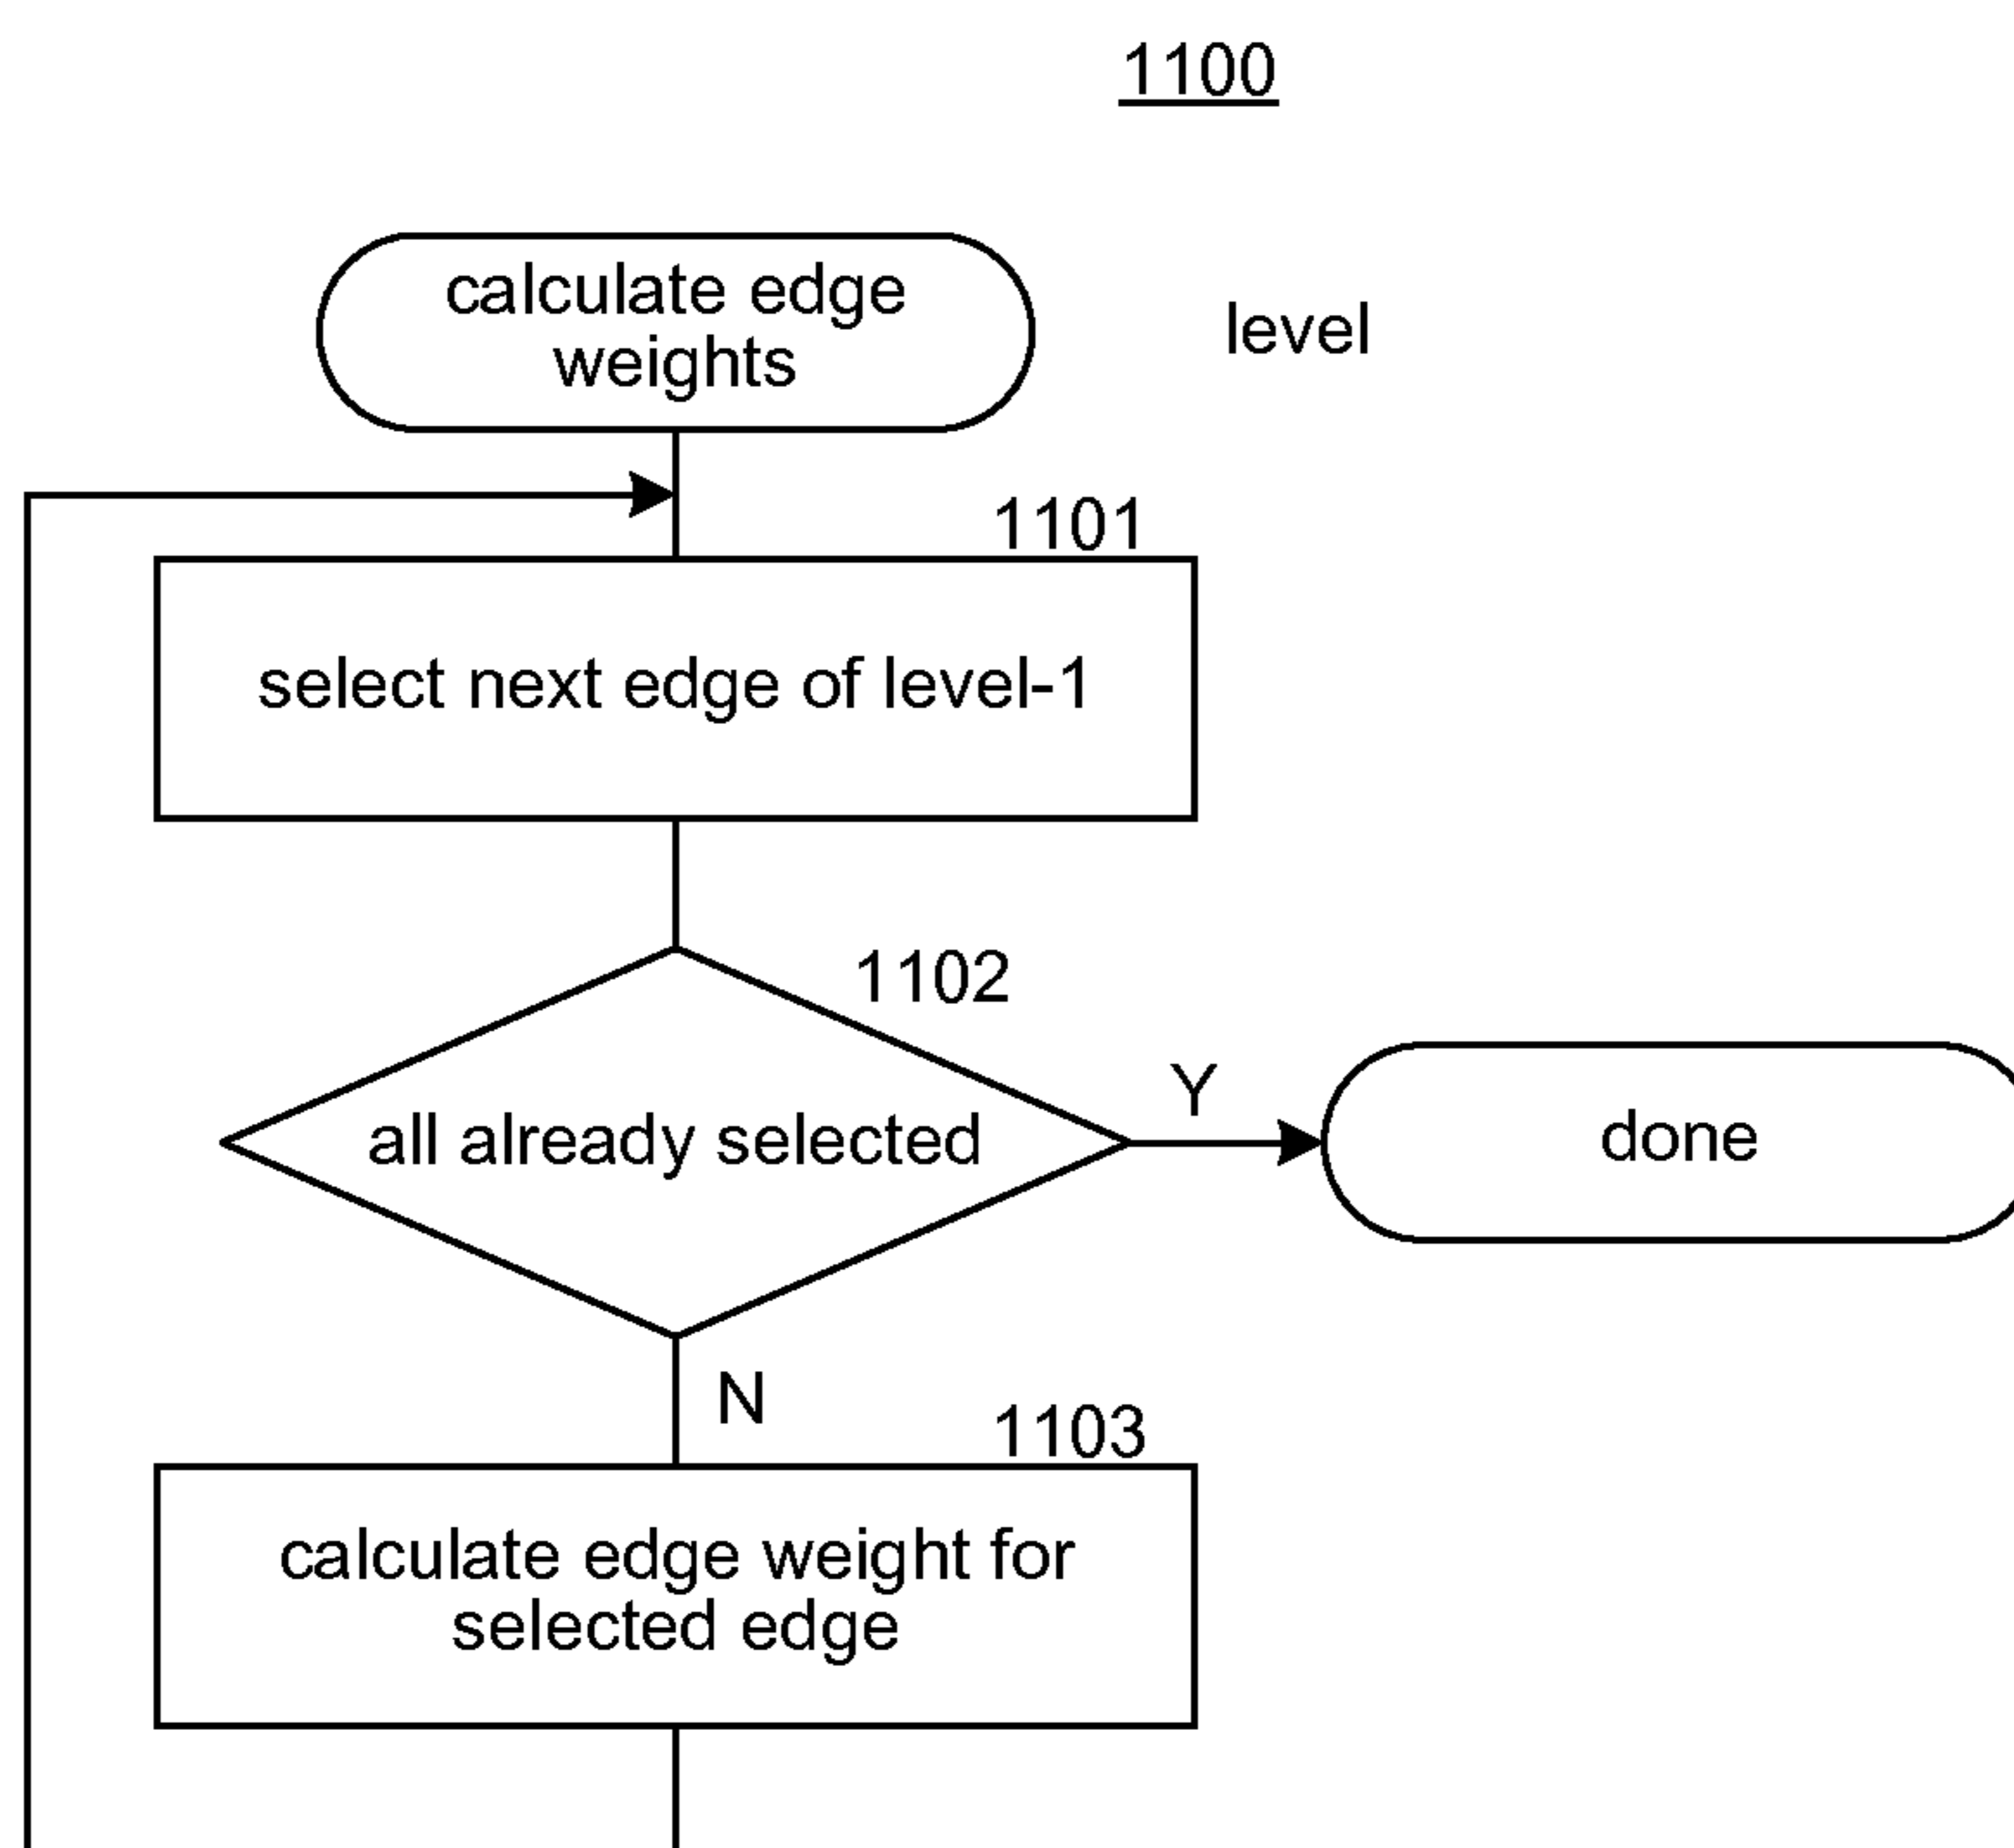 1100
calculate edge
weights
level
1101
select next edge of level-1
1102
all already selected
Y
done
N
1103
calculate edge weight for
selected edge